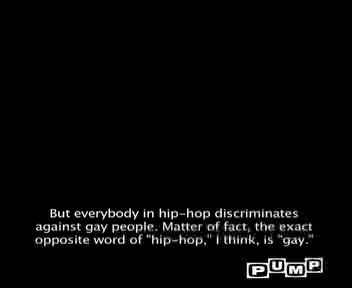 But everybody in hip-hop discriminates
against gay people. Matter of fact, the exact
opposite word of "hip-hop," I think, is "gay."
PUMP